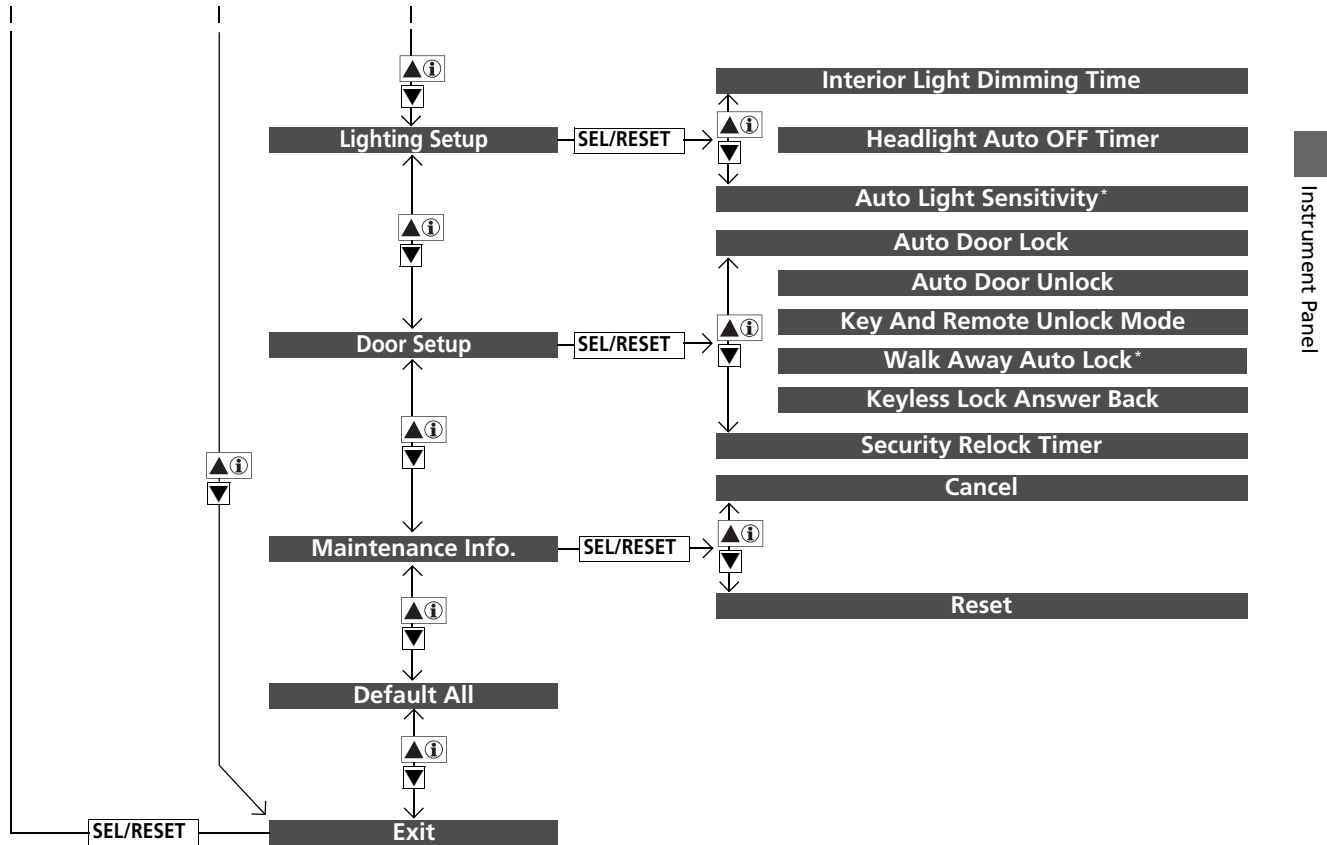 Interior Light Dimming Time
Lighting Setup
SEL/RESET
▲ⓘ
▼
Headlight Auto OFF Timer
Auto Light Sensitivity*
Auto Door Lock
Auto Door Unlock
Door Setup
SEL/RESET
▲ⓘ
▼
Key And Remote Unlock Mode
Walk Away Auto Lock*
Keyless Lock Answer Back
Security Relock Timer
Cancel
Maintenance Info.
SEL/RESET
▲ⓘ
▼
Reset
Default All
SEL/RESET
Exit
Instrument Panel